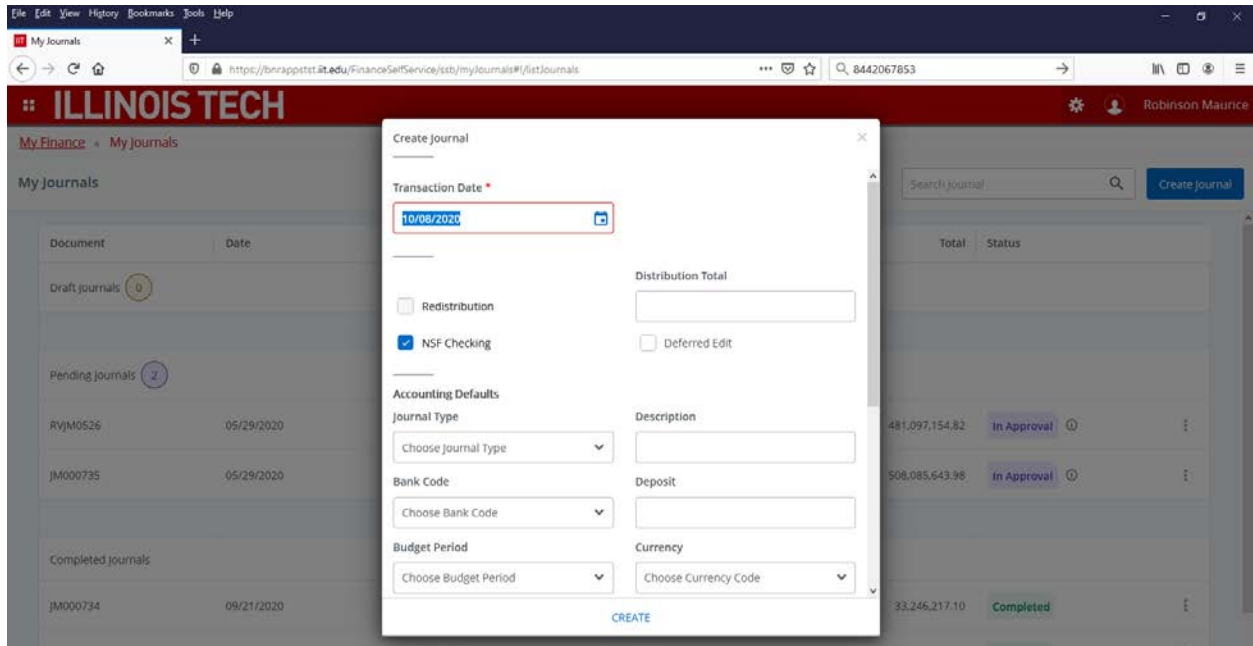 File Edit View History Bookmarks Tools Help
IIT My Journals
https://bnrappstst.iit.edu/FinanceSelfService/ssb/myJournals#!/listJournals
8442067853
ILLINOIS TECH
Robinson Maurice
My Finance • My Journals
My Journals
Search journal
Create Journal
Document Date Total Status
Draft Journals 0
Pending Journals 2
RVJM0526 05/29/2020 481,097,154.82 In Approval
JM000735 05/29/2020 508,085,643.98 In Approval
Completed Journals
JM000734 09/21/2020 33,246,217.10 Completed
Create Journal
Transaction Date *
10/08/2020
Distribution Total
Redistribution
NSF Checking Deferred Edit
Accounting Defaults
Journal Type Description
Choose Journal Type
Bank Code Deposit
Choose Bank Code
Budget Period Currency
Choose Budget Period Choose Currency Code
CREATE